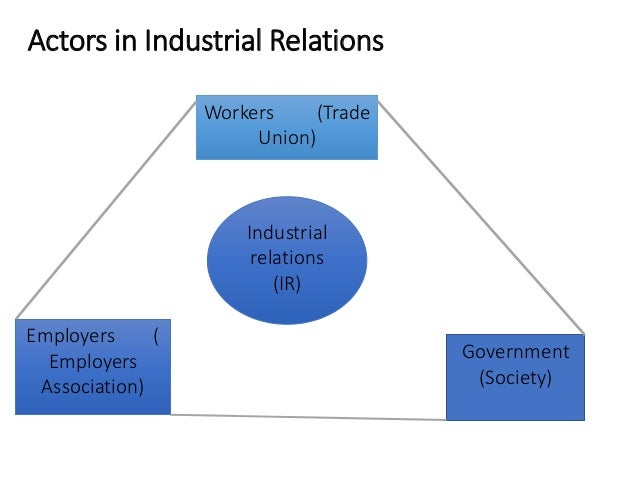 Actors in Industrial Relations
Workers (Trade
Union)
Industrial
relations
(IR)
Employers (
Employers
Association)
Government
(Society)